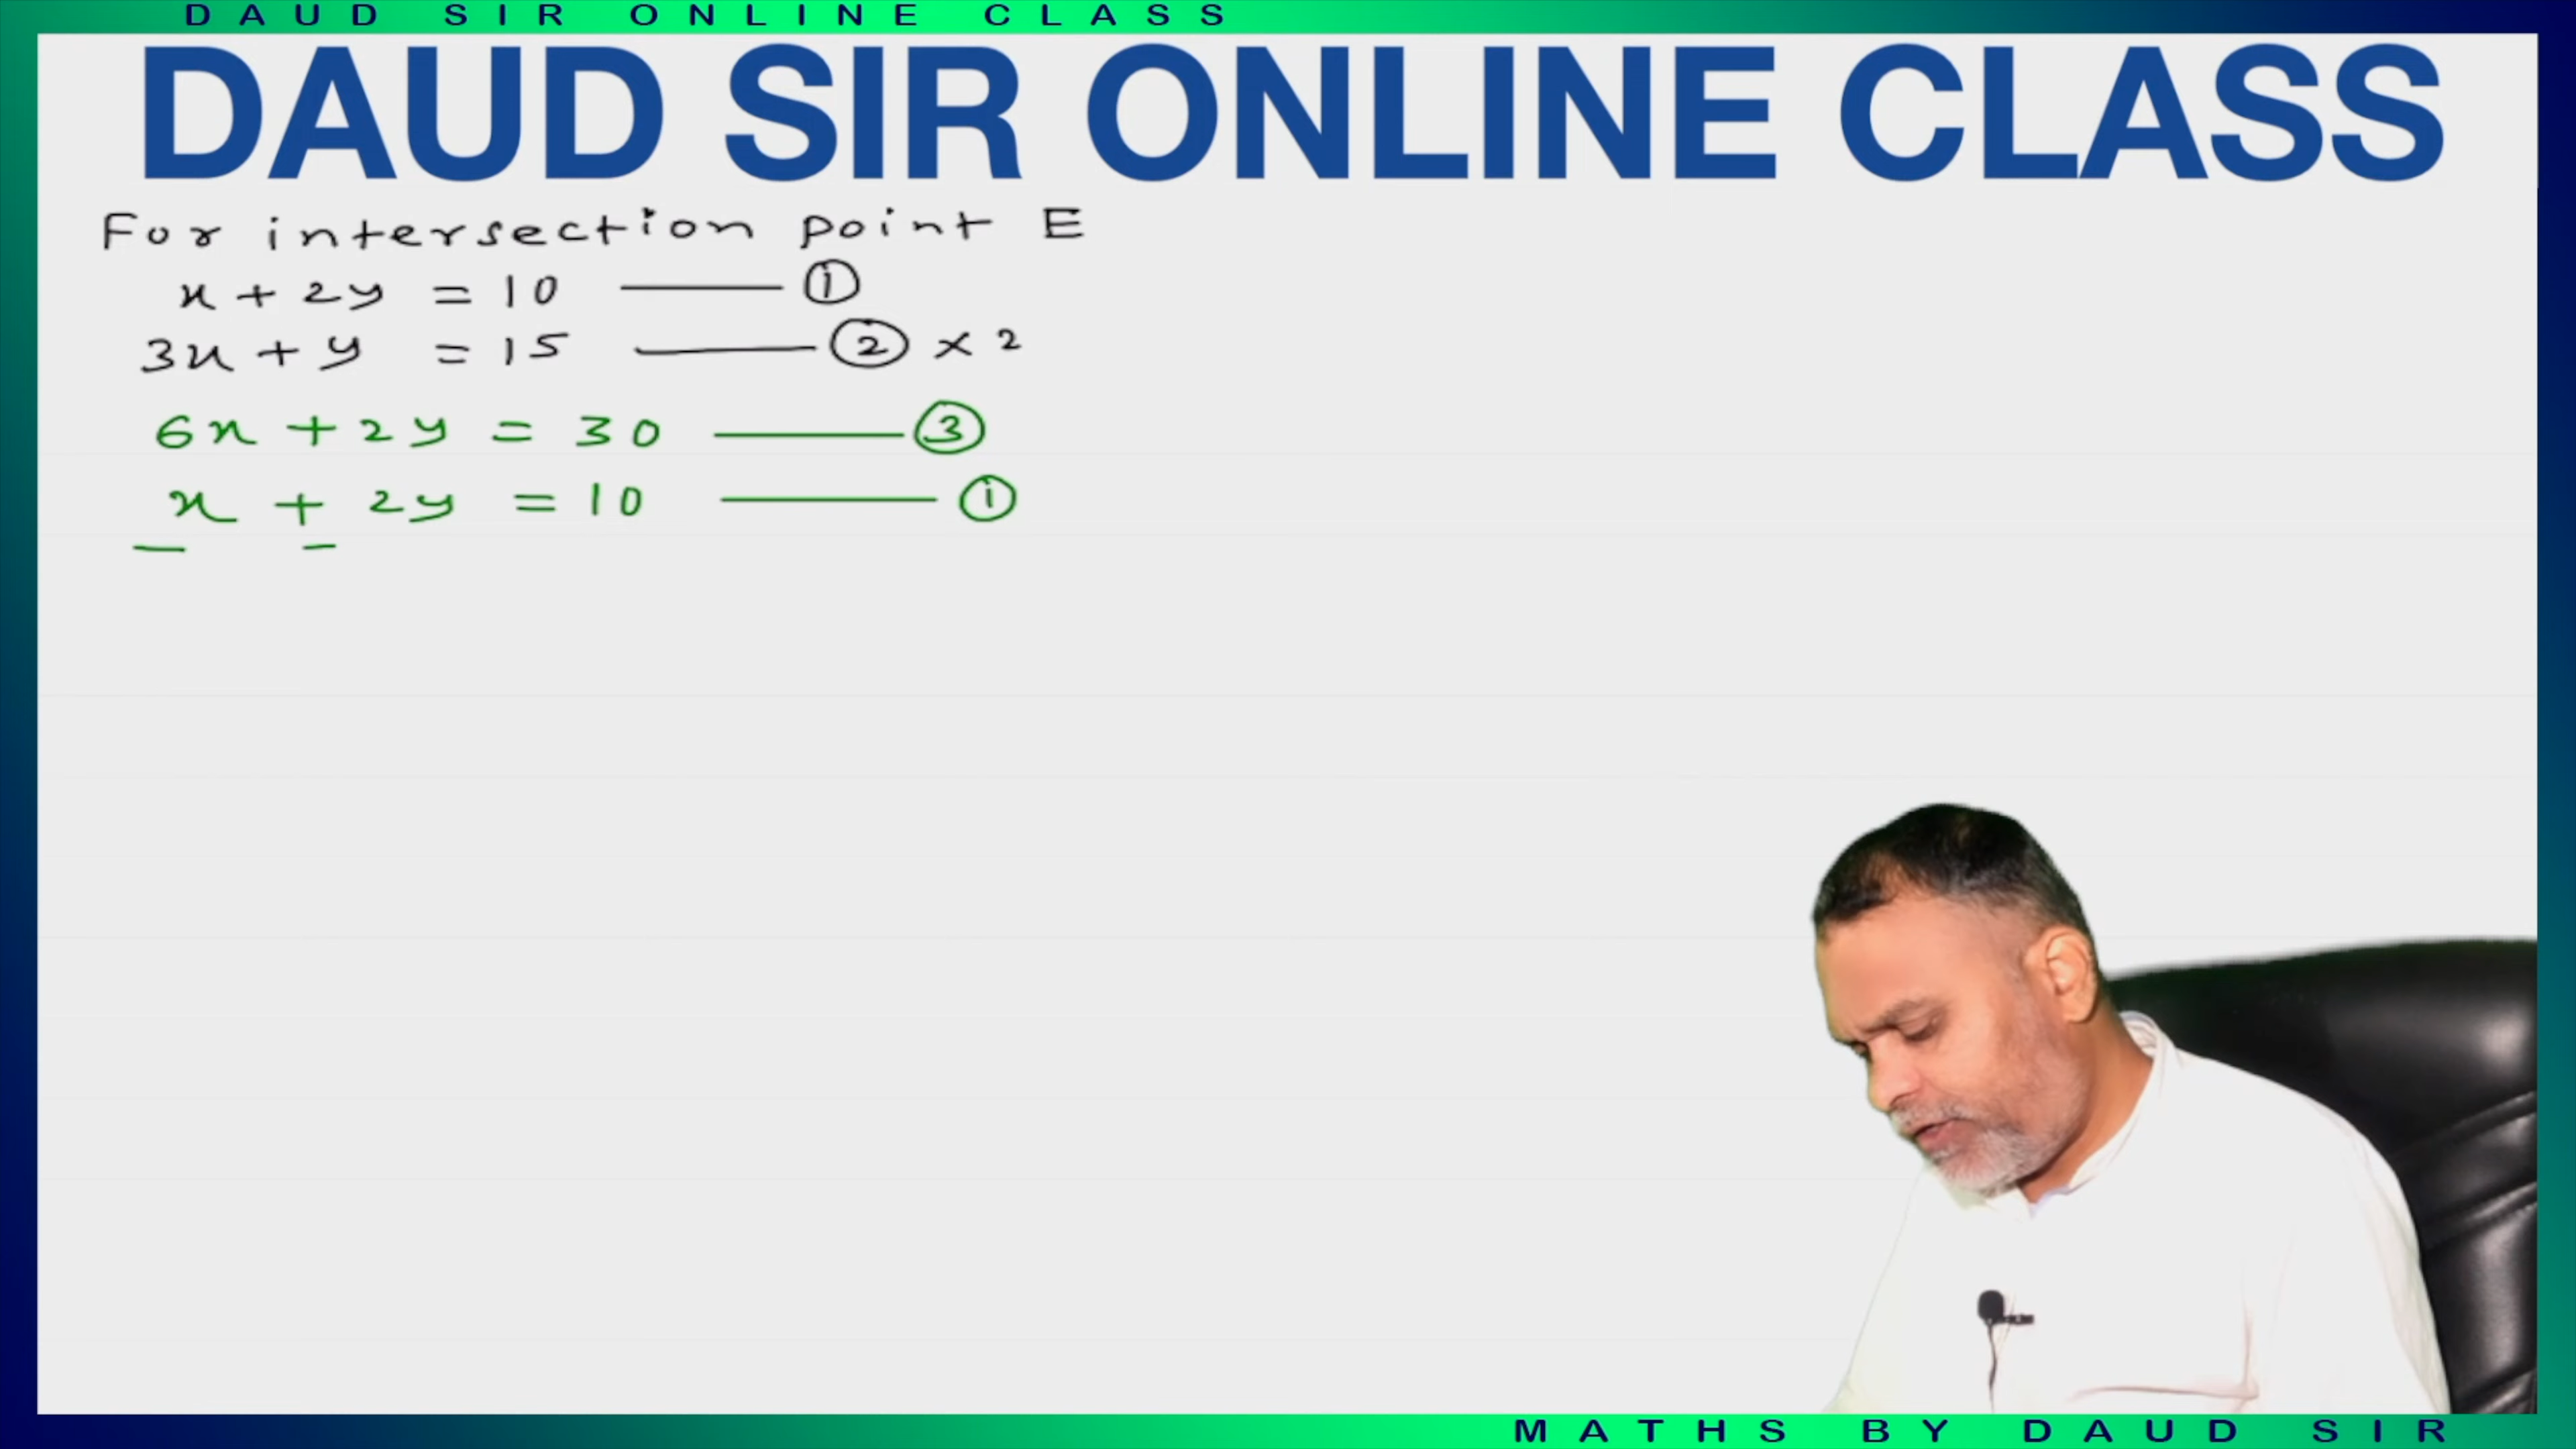 DAUD SIR ONLINE CLASS
DAUD SIR ONLINE CLASS
For intersection point E
x + 2y = 10 ——— ①
3x + y = 15 ——— ② × 2
6x + 2y = 30 ——— ③
x + 2y = 10 ——— ①
— —
MATHS BY DAUD SIR